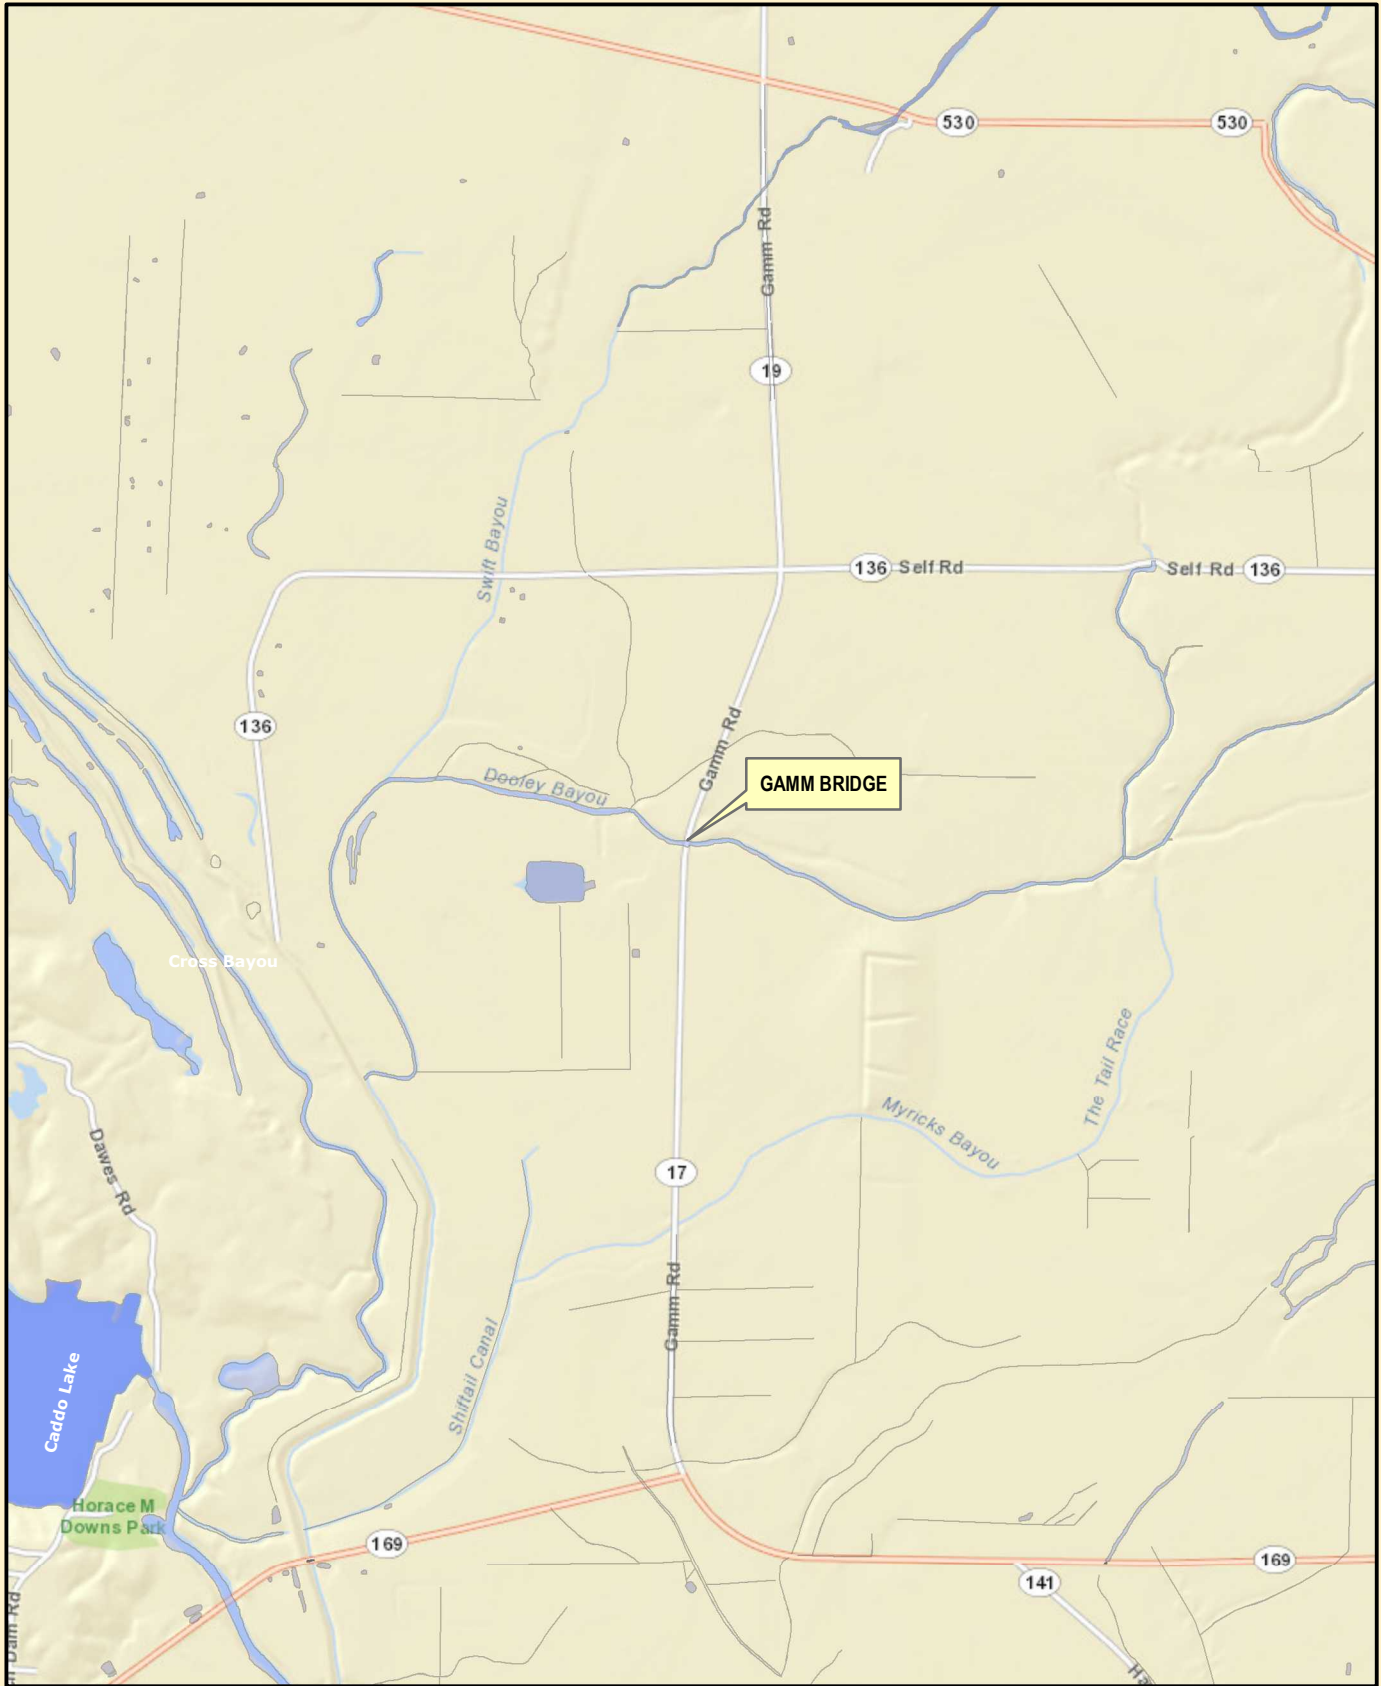 530
530
Gamm Rd
19
Swift Bayou
136
Self Rd
Self Rd
136
136
Gamm Rd
Dooley Bayou
GAMM BRIDGE
Cross Bayou
The Tail Race
Myricks Bayou
Dawes Rd
17
Gamm Rd
Shiftail Canal
Caddo Lake
Horace M
Downs Park
169
169
141
Dam Rd